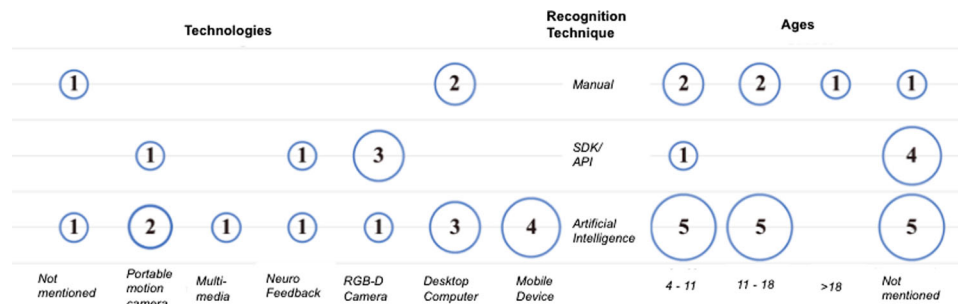 Technologies
Recognition
Technique
Ages
1 2 Manual 2 2 1 1
1 1 3 SDK/
API 1 4
1 2 1 1 1 3 4 Artificial
Intelligence 5 5 5
Not
mentioned
Portable
motion
camera
Multi-
media
Neuro
Feedback
RGB-D
Camera
Desktop
Computer
Mobile
Device
4 - 11
11 - 18
>18
Not
mentioned